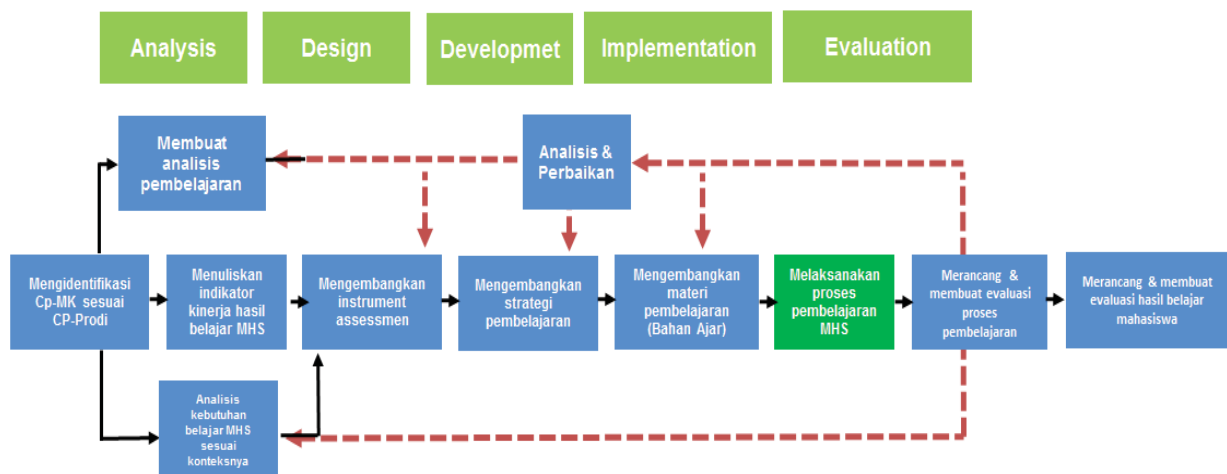 Analysis
Design
Developmet
Implementation
Evaluation
Membuat
analisis
pembelajaran
Analisis &
Perbaikan
Mengidentifikasi
Cp-MK sesuai
CP-Prodi
Menuliskan
indikator
kinerja hasil
belajar MHS
Mengembangkan
instrument
assessmen
Mengembangkan
strategi
pembelajaran
Mengembangkan
materi
pembelajaran
(Bahan Ajar)
Melaksanakan
proses
pembelajaran
MHS
Merancang &
membuat evaluasi
proses
pembelajaran
Merancang & membuat
evaluasi hasil belajar
mahasiswa
Analisis
kebutuhan
belajar MHS
sesuai
konteksnya